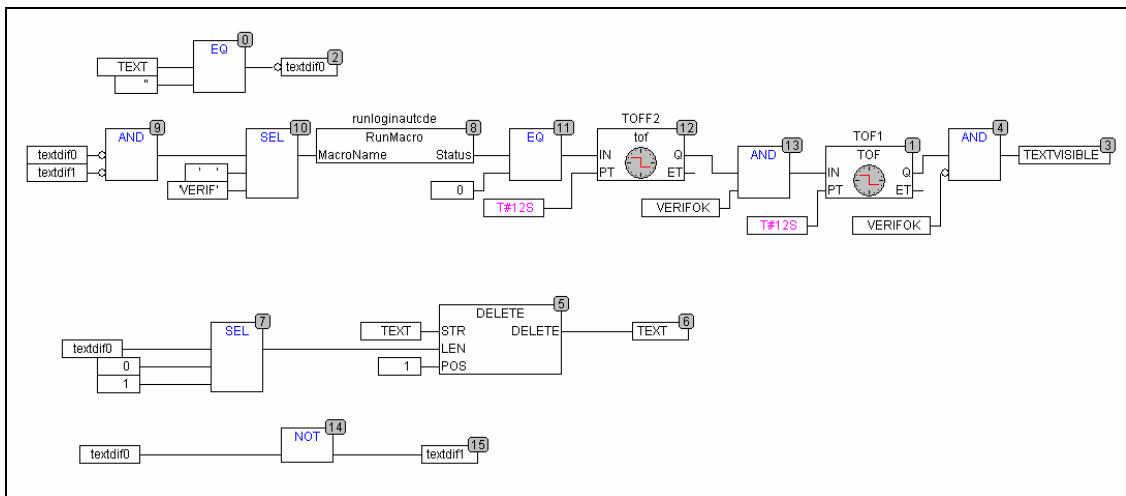 EQ 0
TEXT
"
textdif0 2
runloginautcde
TOFF2
TOF1
AND 9
SEL 10
RunMacro 8
EQ 11
tof 12
AND 13
TOF 1
AND 4
textdif0
textdif1
MacroName Status
IN Q
PT ET
IN Q
PT ET
TEXTVISIBLE 3
' '
'VERIF'
0
T#12S
VERIFOK
T#12S
VERIFOK
SEL 7
DELETE 5
TEXT
STR DELETE
TEXT 6
textdif0
LEN
0
1
POS
1
NOT 14
textdif0
textdif1 15